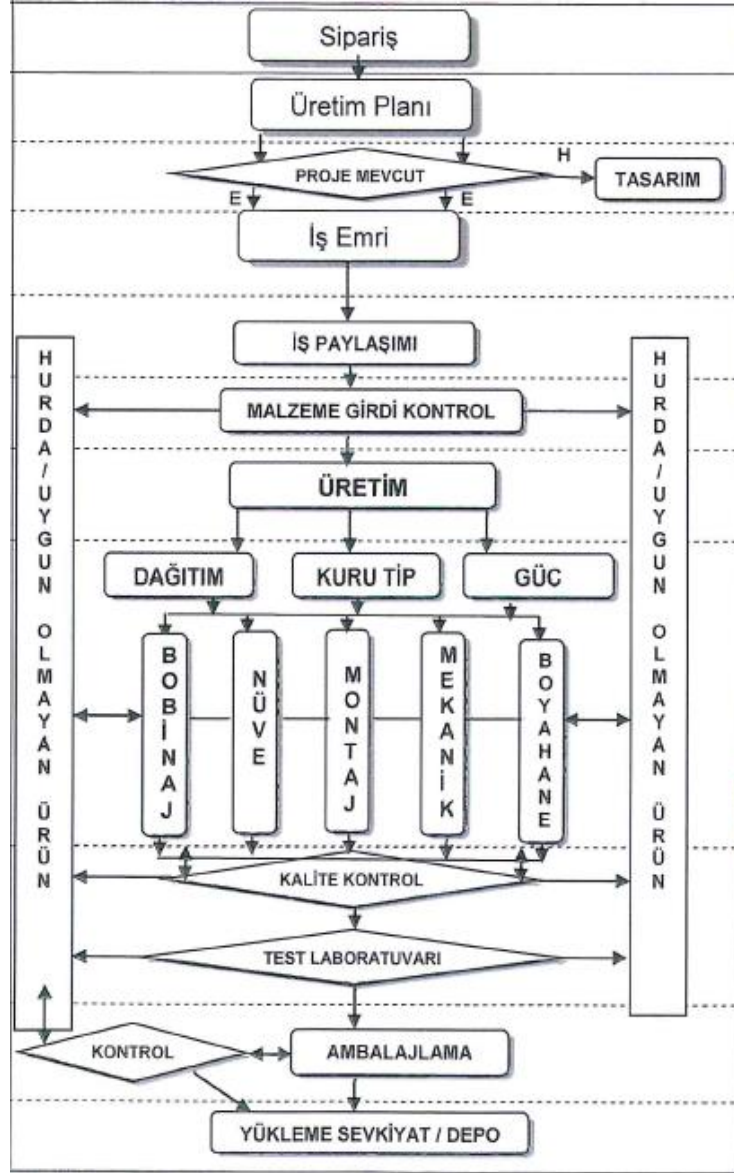 Sipariş
Üretim Planı
PROJE MEVCUT
H
TASARIM
E
E
İş Emri
İŞ PAYLAŞIMI
HURDA/UYGUN OLMAYAN ÜRÜN
HURDA/UYGUN OLMAYAN ÜRÜN
MALZEME GİRDİ KONTROL
ÜRETİM
DAĞITIM
KURU TİP
GÜÇ
BOBİNAJ
NÜVE
MONTAJ
MEKANİK
BOYAHANE
KALİTE KONTROL
TEST LABORATUVARI
KONTROL
AMBALAJLAMA
YÜKLEME SEVKİYAT / DEPO